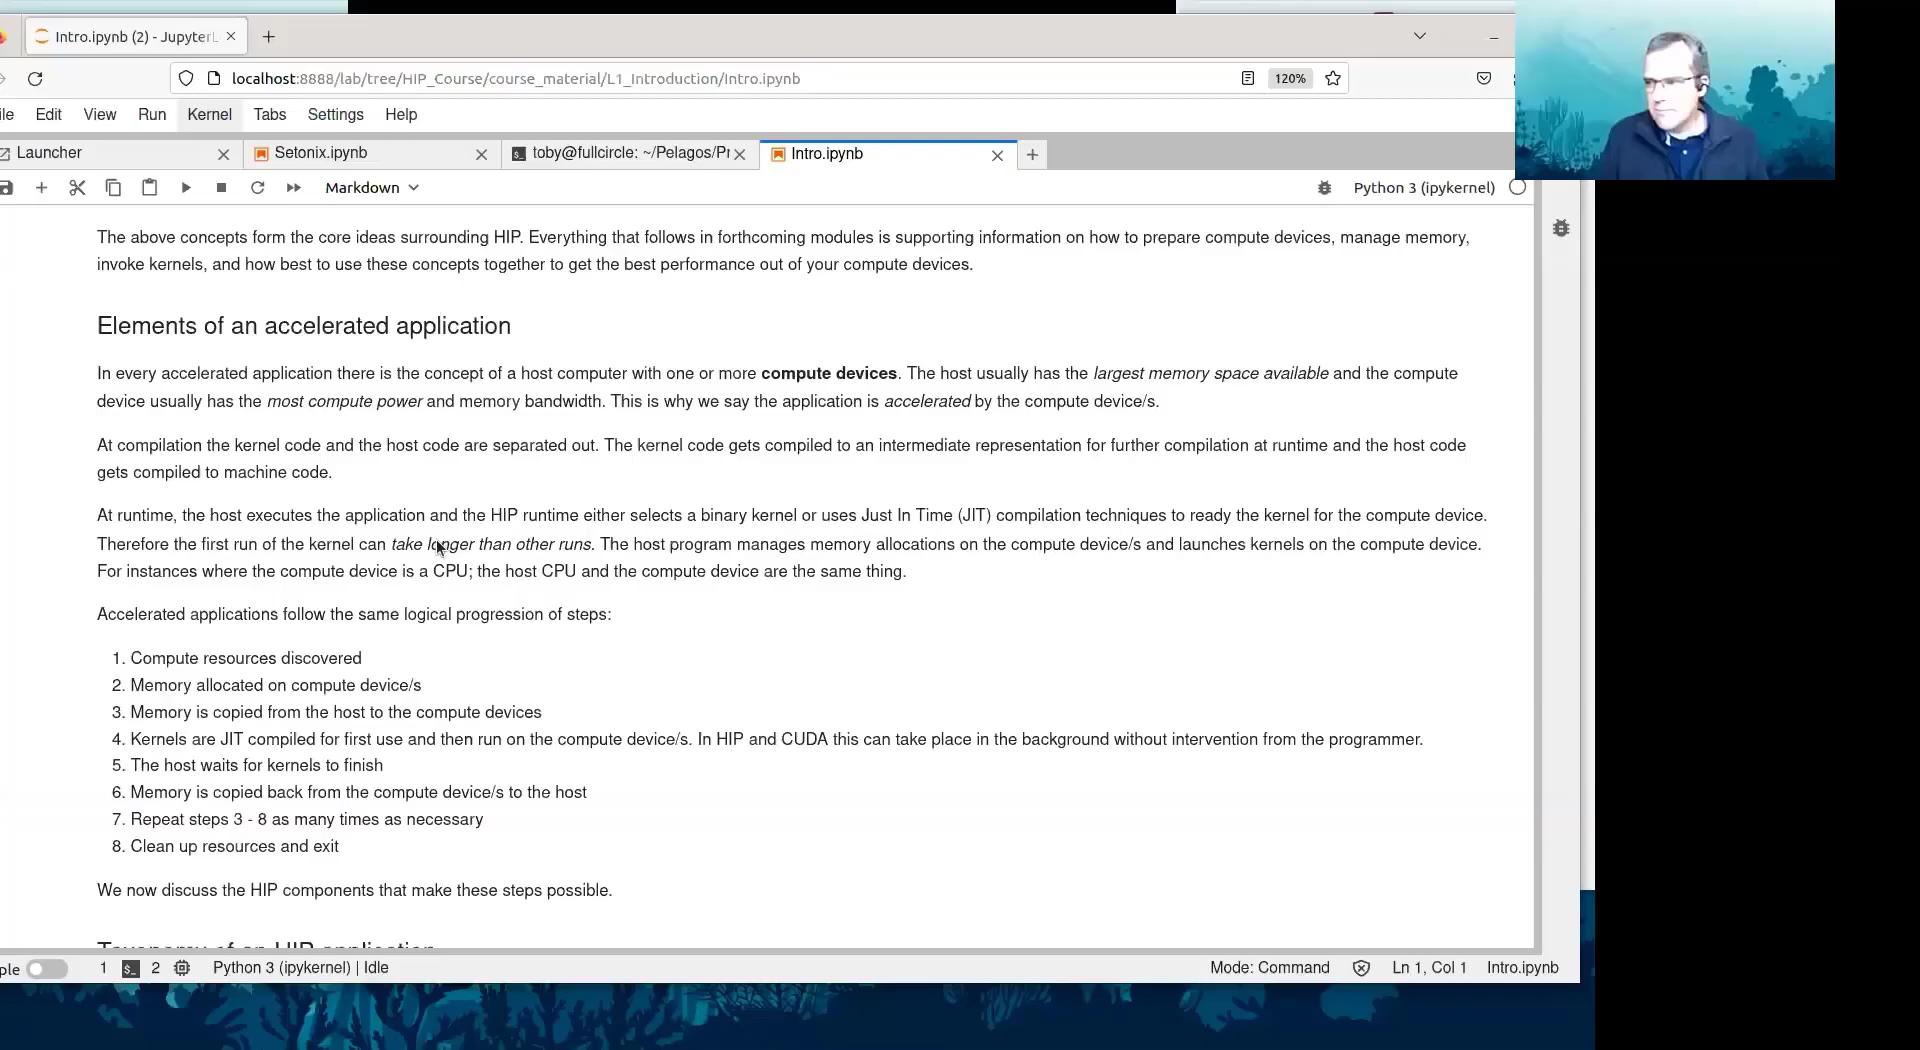 Intro.ipynb (2) - JupyterL
localhost:8888/lab/tree/HIP_Course/course_material/L1_Introduction/Intro.ipynb
120%
ile Edit View Run Kernel Tabs Settings Help
Launcher
Setonix.ipynb
toby@fullcircle: ~/Pelagos/Pr
Intro.ipynb
Markdown
Python 3 (ipykernel)
The above concepts form the core ideas surrounding HIP. Everything that follows in forthcoming modules is supporting information on how to prepare compute devices, manage memory,
invoke kernels, and how best to use these concepts together to get the best performance out of your compute devices.
Elements of an accelerated application
In every accelerated application there is the concept of a host computer with one or more compute devices. The host usually has the largest memory space available and the compute
device usually has the most compute power and memory bandwidth. This is why we say the application is accelerated by the compute device/s.
At compilation the kernel code and the host code are separated out. The kernel code gets compiled to an intermediate representation for further compilation at runtime and the host code
gets compiled to machine code.
At runtime, the host executes the application and the HIP runtime either selects a binary kernel or uses Just In Time (JIT) compilation techniques to ready the kernel for the compute device.
Therefore the first run of the kernel can take longer than other runs. The host program manages memory allocations on the compute device/s and launches kernels on the compute device.
For instances where the compute device is a CPU; the host CPU and the compute device are the same thing.
Accelerated applications follow the same logical progression of steps:
1. Compute resources discovered
2. Memory allocated on compute device/s
3. Memory is copied from the host to the compute devices
4. Kernels are JIT compiled for first use and then run on the compute device/s. In HIP and CUDA this can take place in the background without intervention from the programmer.
5. The host waits for kernels to finish
6. Memory is copied back from the compute device/s to the host
7. Repeat steps 3 - 8 as many times as necessary
8. Clean up resources and exit
We now discuss the HIP components that make these steps possible.
Taxonomy of an HIP application
ple 1 $_ 2 Python 3 (ipykernel) | Idle
Mode: Command Ln 1, Col 1 Intro.ipynb